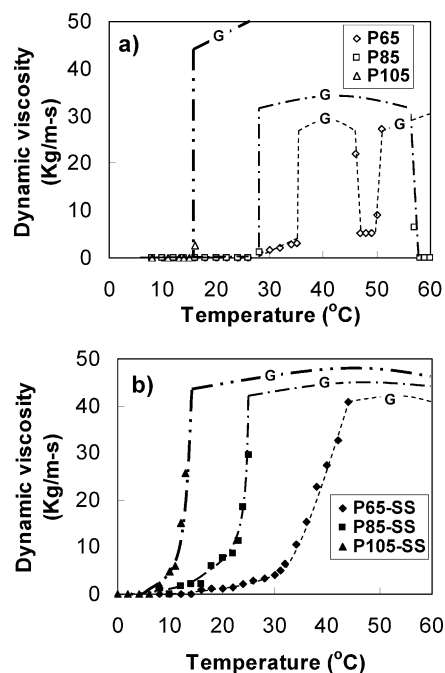 a)
G
P65
P85
P105
G
G
G
Dynamic viscosity
(Kg/m-s)
50
40
30
20
10
0
0 10 20 30 40 50 60
Temperature (°C)
b)
G
G
G
P65-SS
P85-SS
P105-SS
Dynamic viscosity
(Kg/m-s)
50
40
30
20
10
0
0 10 20 30 40 50 60
Temperature (°C)